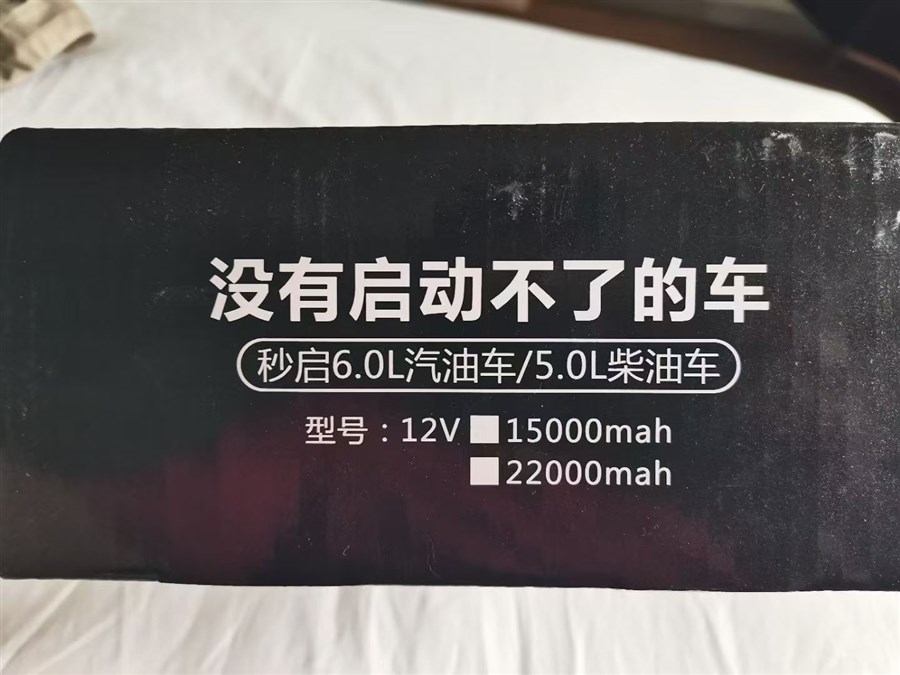 没有启动不了的车
秒启6.0L汽油车/5.0L柴油车
型号：12V 15000mah
22000mah